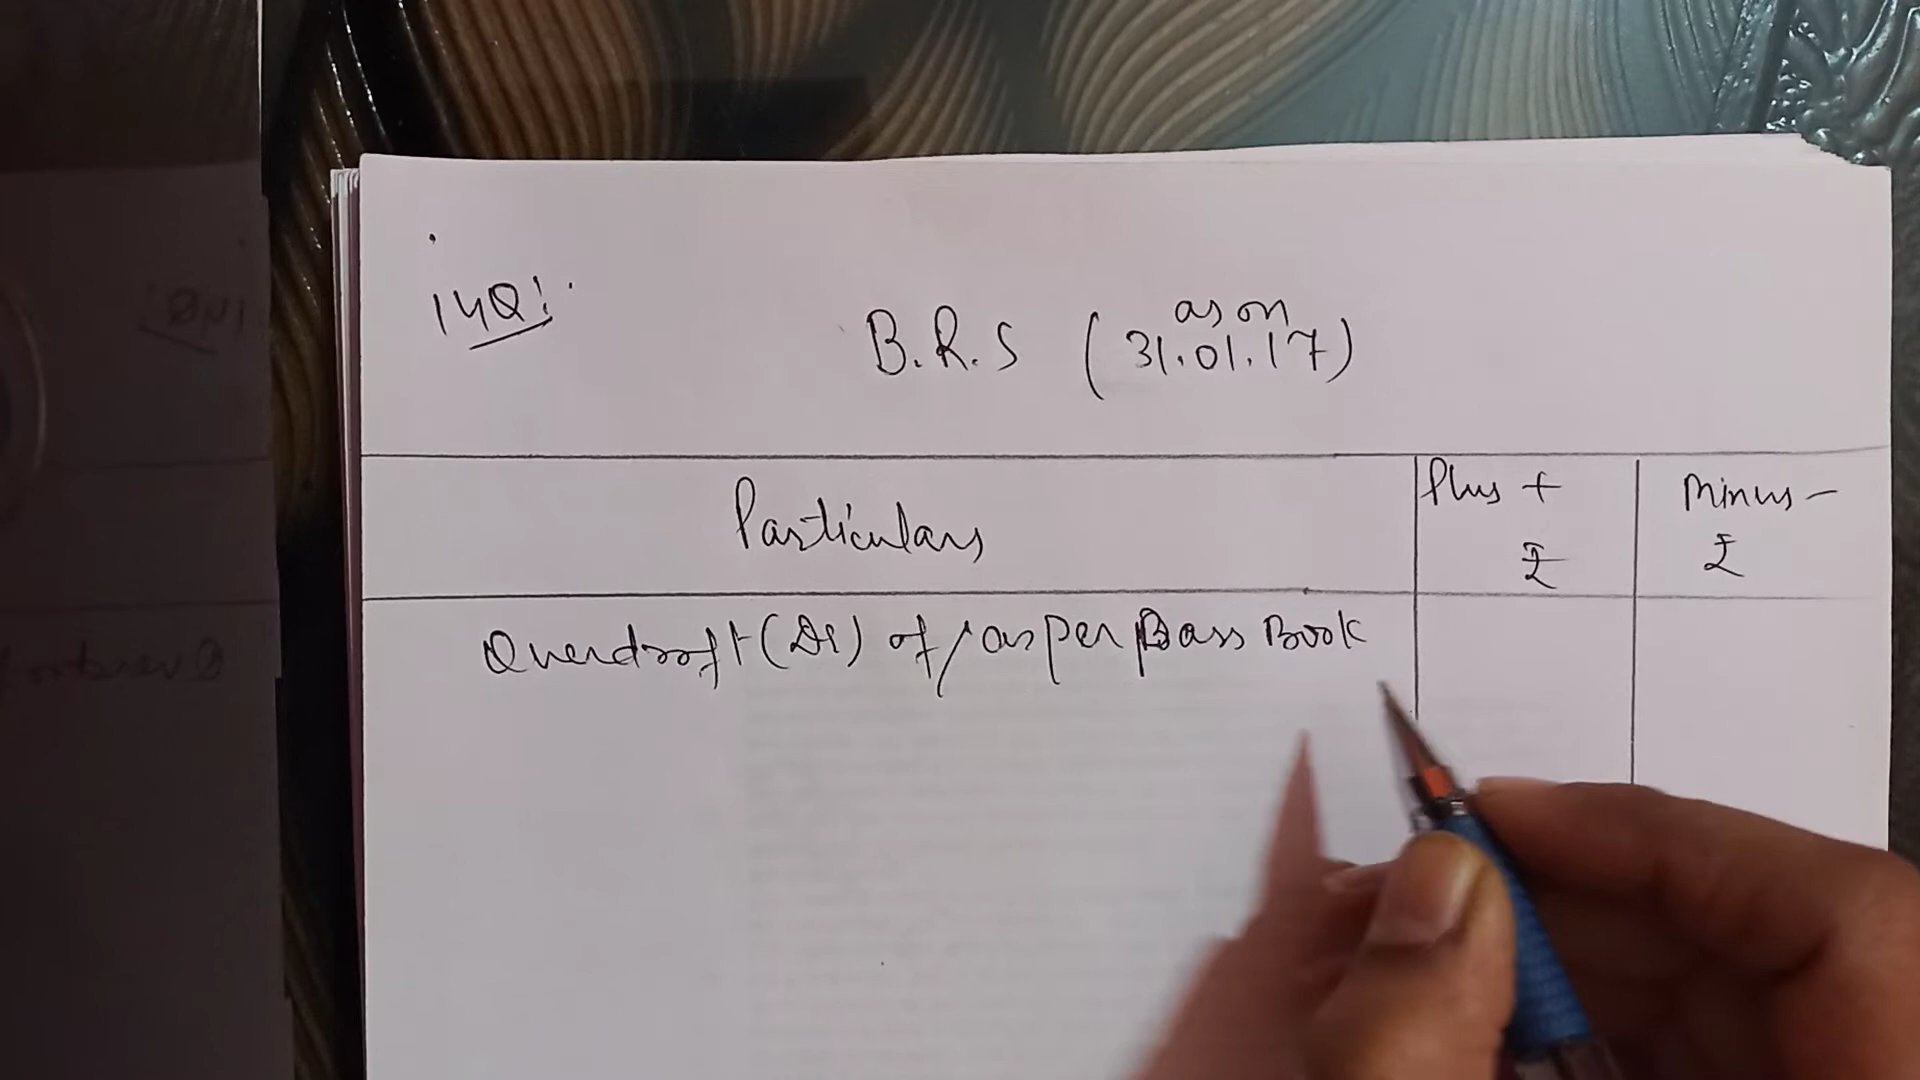 14Q:
B.R.S (as on 31.01.17)
Particulars
Plus +
₹
Minus -
₹
Overdraft (Dr) of / as per Pass Book